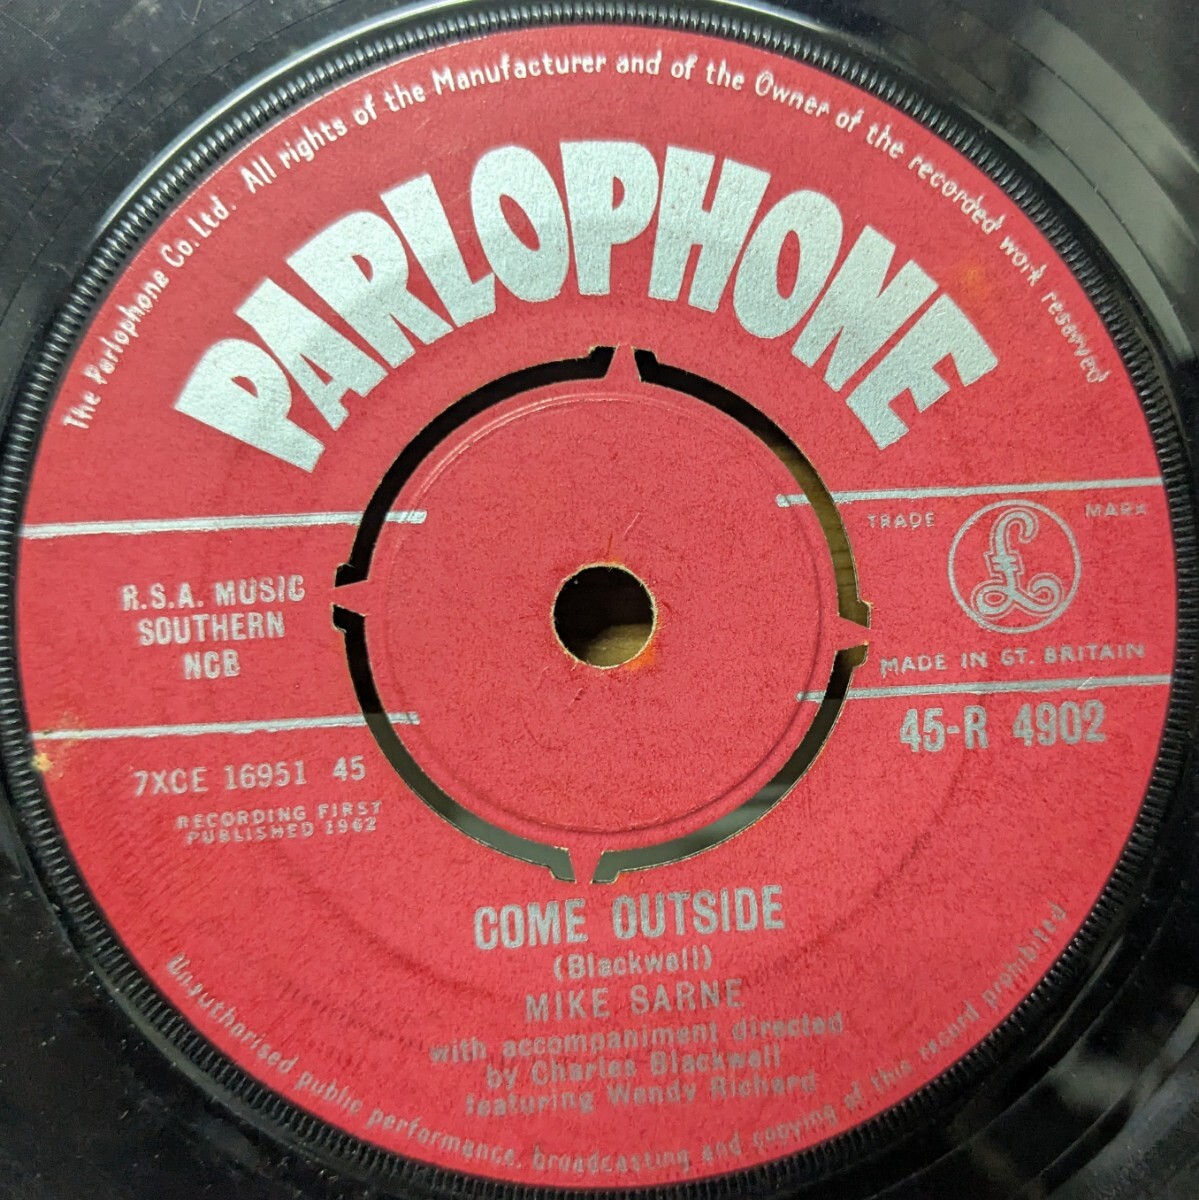 The Parlophone Co. Ltd. All rights of the Manufacturer and of the Owner of the recorded work reserved
PARLOPHONE
TRADE MARK
£
R.S.A. MUSIC
SOUTHERN
NCB
MADE IN GT. BRITAIN
45-R 4902
7XCE 16951 45
RECORDING FIRST
PUBLISHED 1962
COME OUTSIDE
(Blackwell)
MIKE SARNE
with accompaniment directed
by Charles Blackwell
featuring Wendy Richard
Unauthorised public performance, broadcasting and copying of this record prohibited